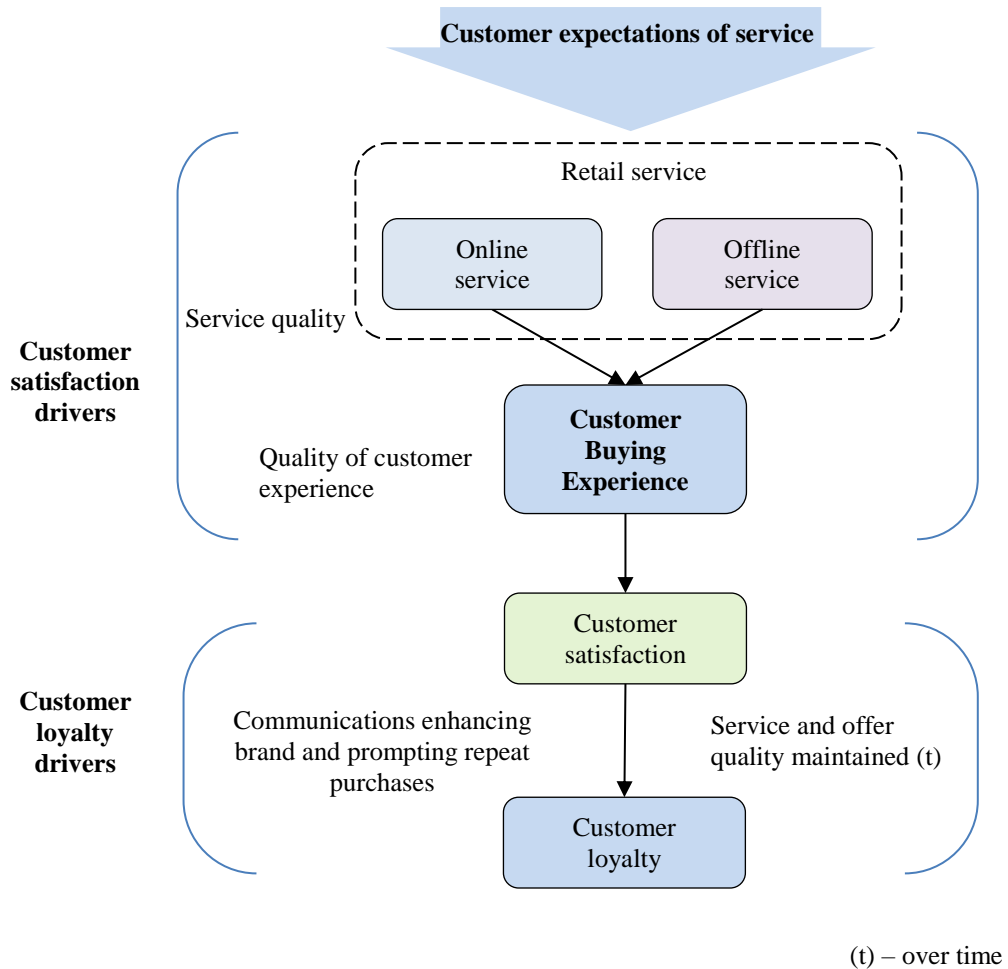 Customer expectations of service
Retail service
Online
service
Offline
service
Service quality
Customer
satisfaction
drivers
Customer
Buying
Experience
Quality of customer
experience
Customer
satisfaction
Customer
loyalty
drivers
Communications enhancing
brand and prompting repeat
purchases
Service and offer
quality maintained (t)
Customer
loyalty
(t) – over time